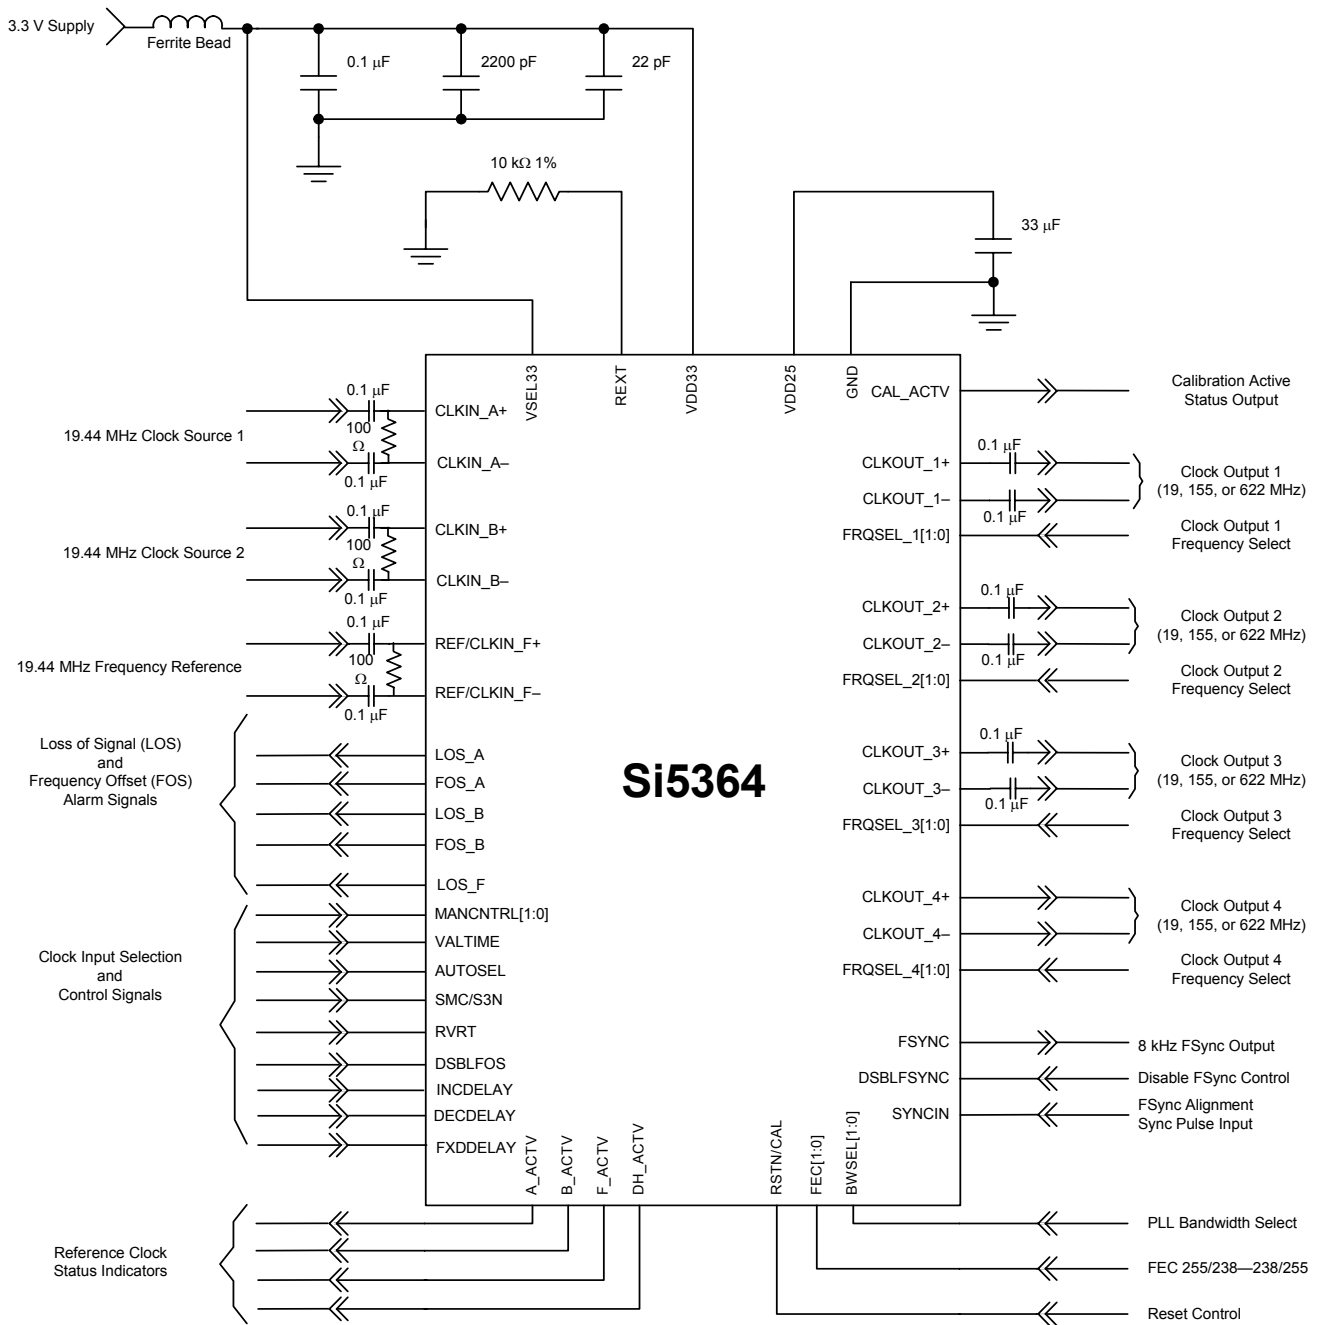 3.3 V Supply
Ferrite Bead
0.1 μF
2200 pF
22 pF
10 kΩ 1%
33 μF
VSEL33
REXT
VDD33
VDD25
GND
0.1 μF
100
Ω
0.1 μF
19.44 MHz Clock Source 1
CLKIN_A+
CLKIN_A–
0.1 μF
100
Ω
0.1 μF
19.44 MHz Clock Source 2
CLKIN_B+
CLKIN_B–
0.1 μF
100
Ω
0.1 μF
19.44 MHz Frequency Reference
REF/CLKIN_F+
REF/CLKIN_F–
Loss of Signal (LOS)
and
Frequency Offset (FOS)
Alarm Signals
LOS_A
FOS_A
LOS_B
FOS_B
LOS_F
Clock Input Selection
and
Control Signals
MANCNTRL[1:0]
VALTIME
AUTOSEL
SMC/S3N
RVRT
DSBLFOS
INCDELAY
DECDELAY
FXDDELAY
Si5364
CAL_ACTV
Calibration Active
Status Output
CLKOUT_1+
CLKOUT_1–
0.1 μF
0.1 μF
Clock Output 1
(19, 155, or 622 MHz)
FRQSEL_1[1:0]
Clock Output 1
Frequency Select
CLKOUT_2+
CLKOUT_2–
0.1 μF
0.1 μF
Clock Output 2
(19, 155, or 622 MHz)
FRQSEL_2[1:0]
Clock Output 2
Frequency Select
CLKOUT_3+
CLKOUT_3–
0.1 μF
0.1 μF
Clock Output 3
(19, 155, or 622 MHz)
FRQSEL_3[1:0]
Clock Output 3
Frequency Select
CLKOUT_4+
CLKOUT_4–
Clock Output 4
(19, 155, or 622 MHz)
FRQSEL_4[1:0]
Clock Output 4
Frequency Select
FSYNC
8 kHz FSync Output
DSBLFSYNC
Disable FSync Control
SYNCIN
FSync Alignment
Sync Pulse Input
A_ACTV
B_ACTV
F_ACTV
DH_ACTV
RSTN/CAL
FEC[1:0]
BWSEL[1:0]
Reference Clock
Status Indicators
PLL Bandwidth Select
FEC 255/238—238/255
Reset Control